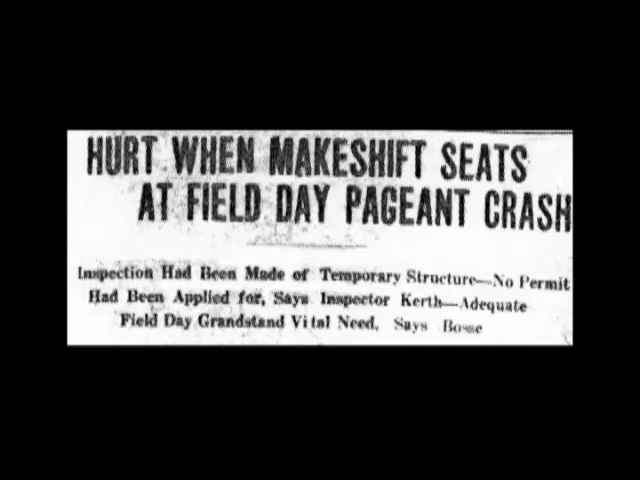 HURT WHEN MAKESHIFT SEATS
AT FIELD DAY PAGEANT CRASH
Inspection Had Been Made of Temporary Structure—No Permit
Had Been Applied for, Says Inspector Kerth—Adequate
Field Day Grandstand Vital Need, Says Bosse